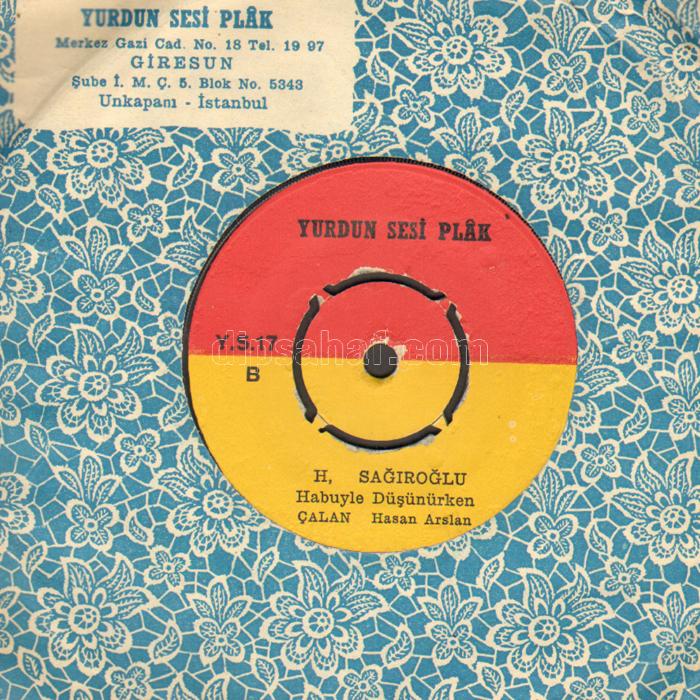 YURDUN SESİ PLÂK
Merkez Gazi Cad. No. 18 Tel. 19 97
GİRESUN
Şube İ. M. Ç. 5. Blok No. 5343
Unkapanı - İstanbul
YURDUN SESİ PLÂK
Y.S.17
B
H, SAĞIROĞLU
Habuyle Düşünürken
ÇALAN Hasan Arslan